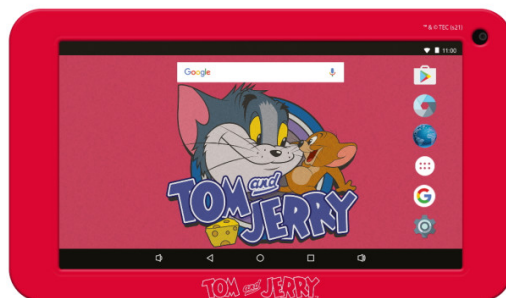 ™ & © TEC (s21)
11:00
Google
G
TOM and JERRY
TOM and JERRY